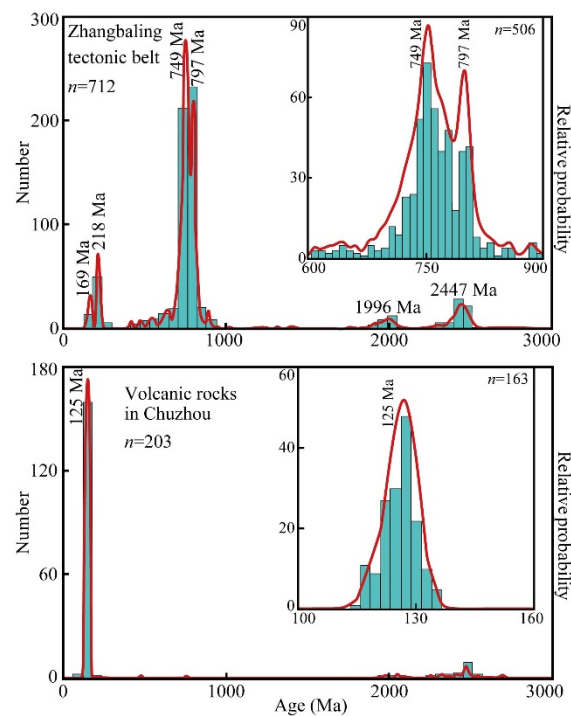 Zhangbaling
tectonic belt
n=712
749 Ma
797 Ma
169 Ma
218 Ma
1996 Ma
2447 Ma
300
200
100
0
Number
0
1000
2000
3000
Relative probability
n=506
749 Ma
797 Ma
90
60
30
0
600
750
900
Volcanic rocks
in Chuzhou
n=203
125 Ma
180
120
60
0
Number
0
1000
2000
3000
Age (Ma)
Relative probability
n=163
125 Ma
60
40
20
0
100
130
160